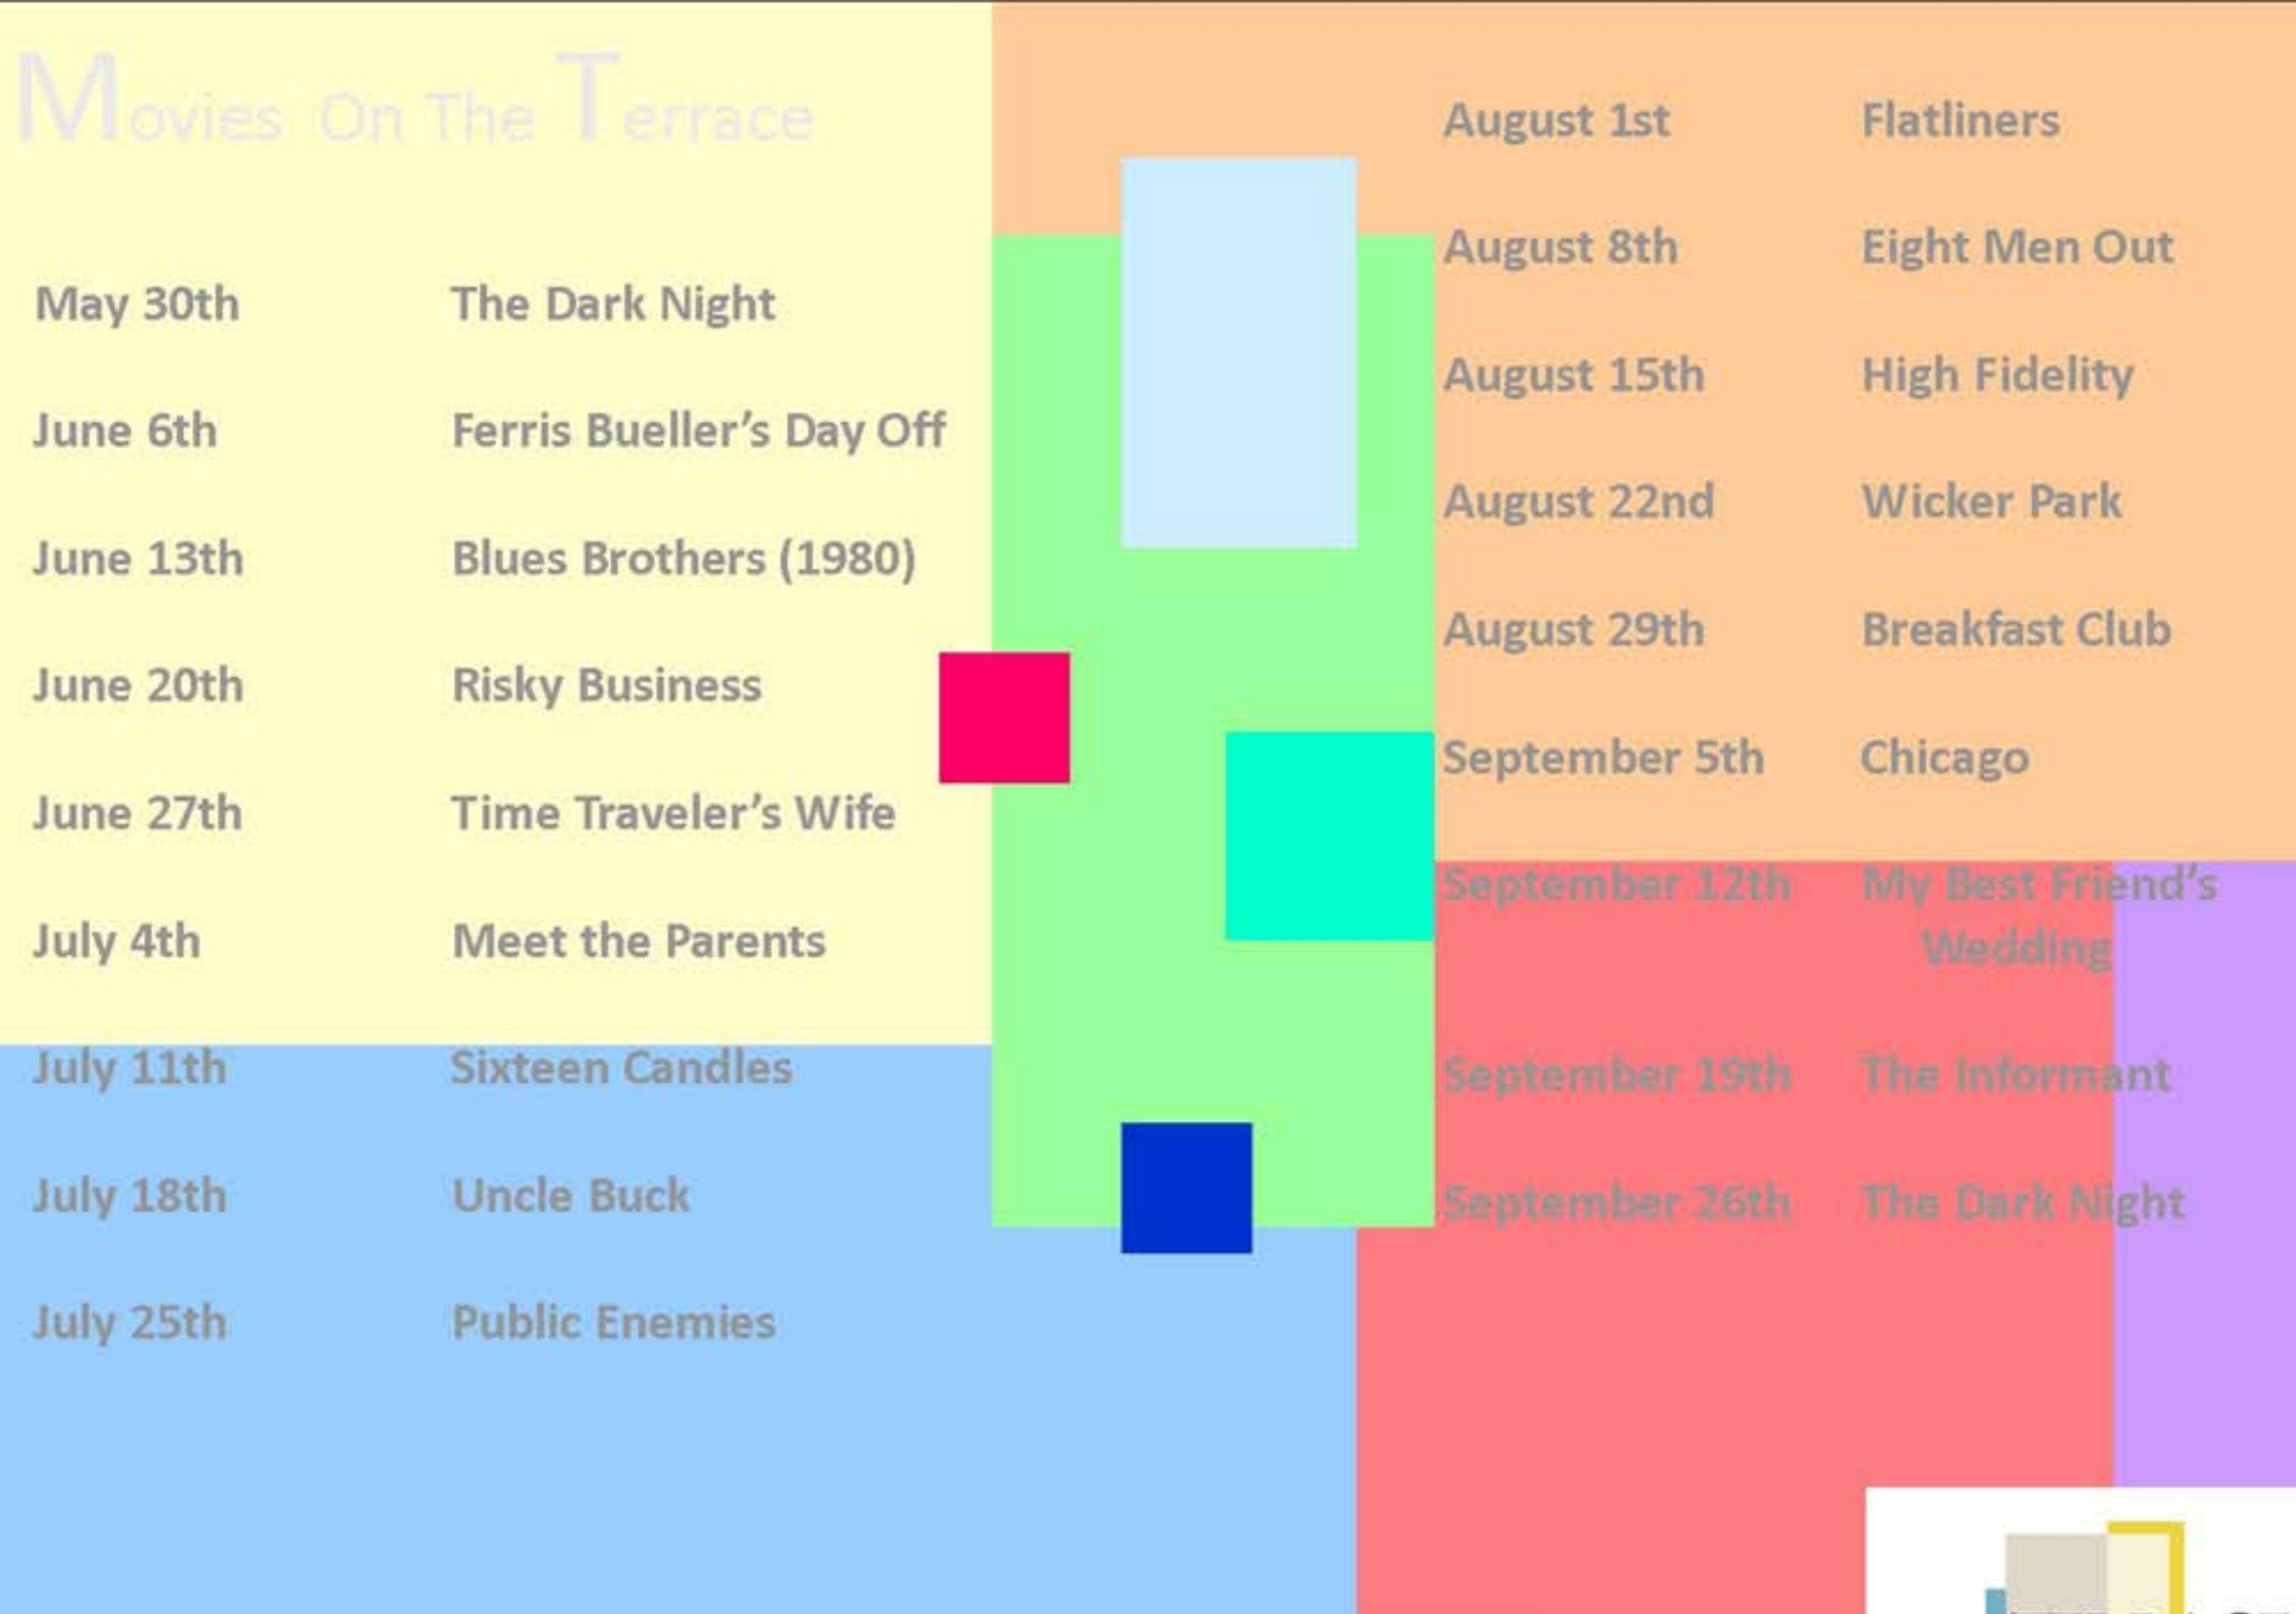 Movies On The Terrace
May 30th The Dark Night
June 6th Ferris Bueller’s Day Off
June 13th Blues Brothers (1980)
June 20th Risky Business
June 27th Time Traveler’s Wife
July 4th Meet the Parents
July 11th Sixteen Candles
July 18th Uncle Buck
July 25th Public Enemies
August 1st Flatliners
August 8th Eight Men Out
August 15th High Fidelity
August 22nd Wicker Park
August 29th Breakfast Club
September 5th Chicago
September 12th My Best Friend’s
Wedding
September 19th The Informant
September 26th The Dark Night